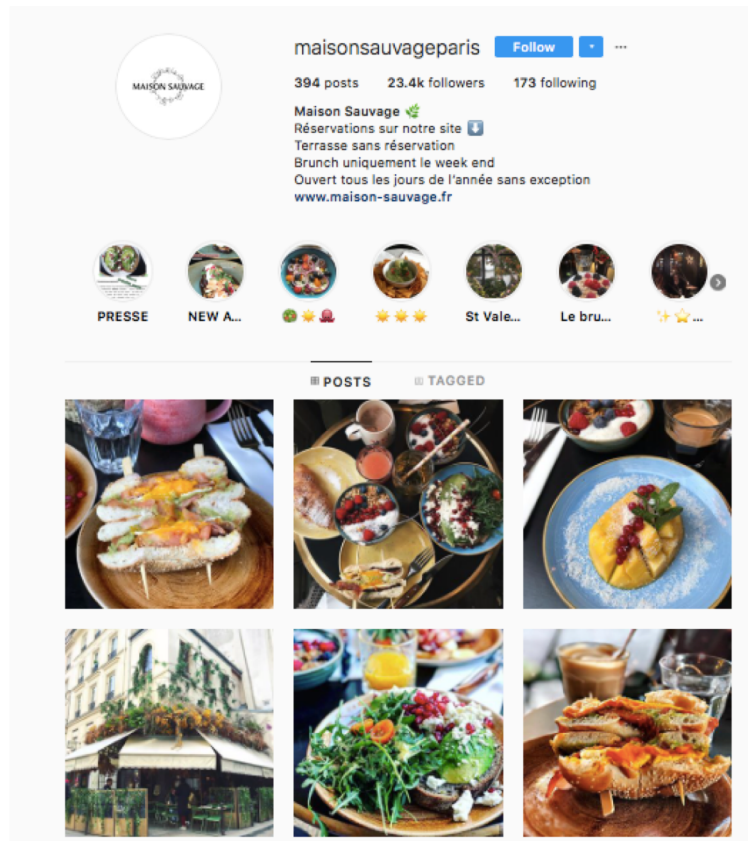 MAISON SAUVAGE
maisonsauvageparis Follow ...
394 posts 23.4k followers 173 following
Maison Sauvage 🌿
Réservations sur notre site ⬇️
Terrasse sans réservation
Brunch uniquement le week end
Ouvert tous les jours de l'année sans exception
www.maison-sauvage.fr
PRESSE NEW A... 🥗☀️🐙 ☀️☀️☀️ St Vale... Le bru... ✨⭐...
POSTS TAGGED